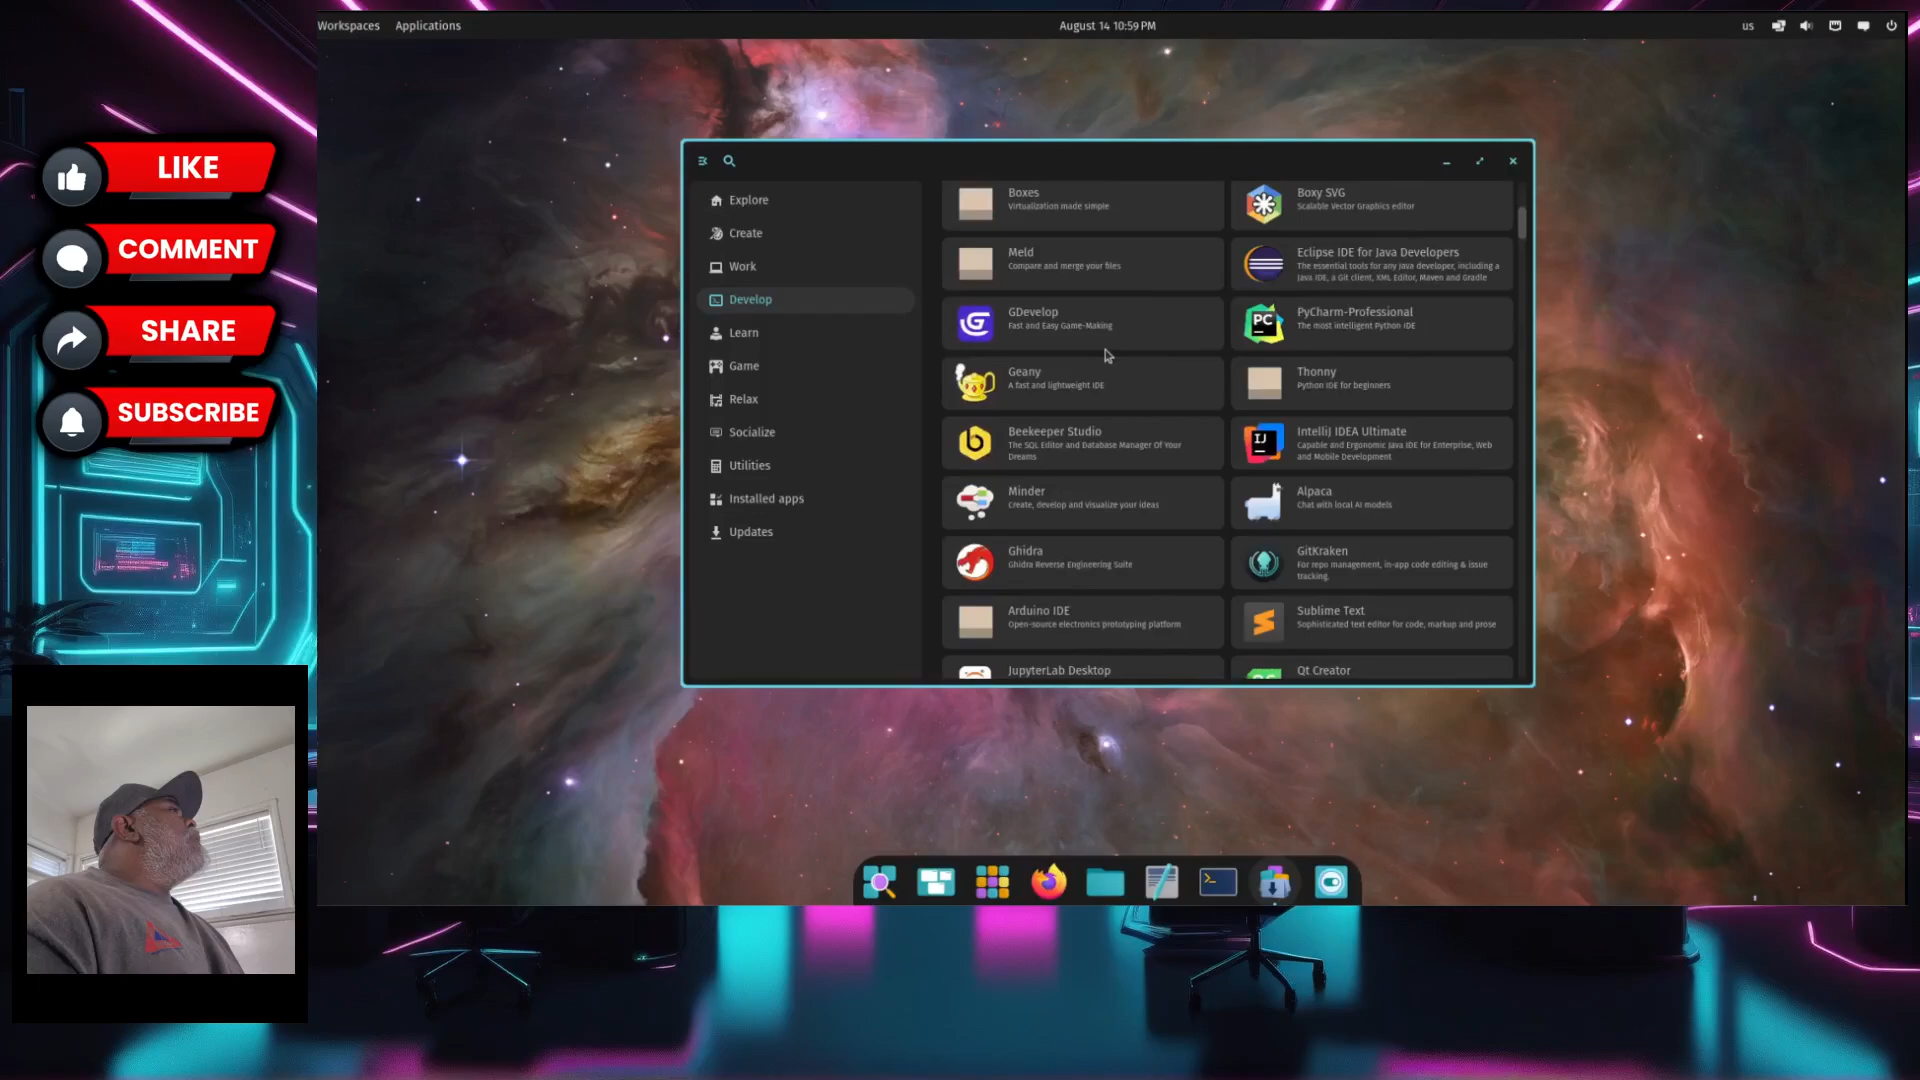 Workspaces Applications August 14 10:59 PM us
LIKE
COMMENT
SHARE
SUBSCRIBE
Explore
Create
Work
Develop
Learn
Game
Relax
Socialize
Utilities
Installed apps
Updates
Boxes
Virtualization made simple
Boxy SVG
Scalable Vector Graphics editor
Meld
Compare and merge your files
Eclipse IDE for Java Developers
The essential tools for any Java developer, including a
Java IDE, a Git client, XML Editor, Maven and Gradle
GDevelop
Fast and Easy Game-Making
PC
PyCharm-Professional
The most intelligent Python IDE
Geany
A fast and lightweight IDE
Thonny
Python IDE for beginners
Beekeeper Studio
The SQL Editor and Database Manager Of Your
Dreams
IJ
IntelliJ IDEA Ultimate
Capable and Ergonomic Java IDE for Enterprise, Web
and Mobile Development
Minder
Create, develop and visualize your ideas
Alpaca
Chat with local AI models
Ghidra
Ghidra Reverse Engineering Suite
GitKraken
For repo management, in-app code editing & issue
tracking.
Arduino IDE
Open-source electronics prototyping platform
Sublime Text
Sophisticated text editor for code, markup and prose
JupyterLab Desktop
Qt Creator